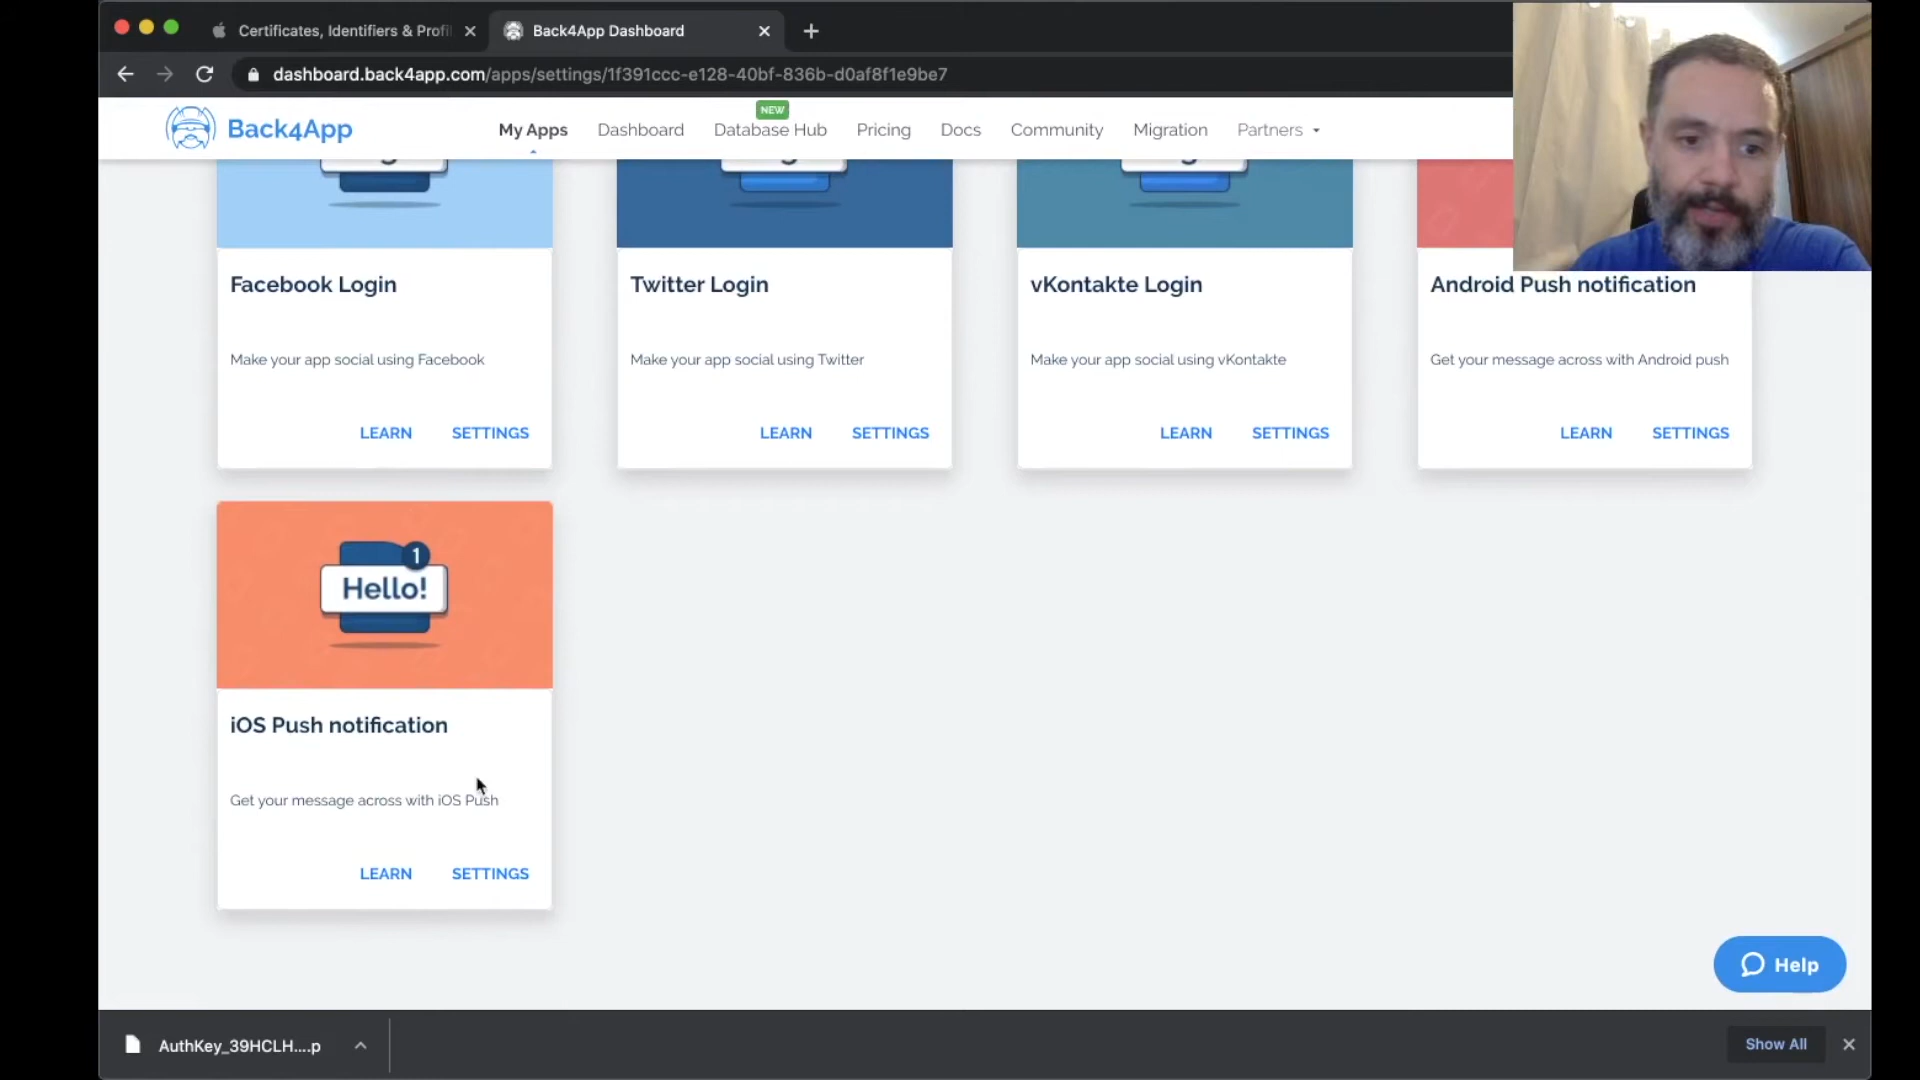 Certificates, Identifiers & Profil
Back4App Dashboard
dashboard.back4app.com/apps/settings/1f391ccc-e128-40bf-836b-d0af8f1e9be7
NEW
Back4App
My Apps
Dashboard
Database Hub
Pricing
Docs
Community
Migration
Partners
Facebook Login
Make your app social using Facebook
LEARN SETTINGS
Twitter Login
Make your app social using Twitter
LEARN SETTINGS
vKontakte Login
Make your app social using vKontakte
LEARN SETTINGS
Android Push notification
Get your message across with Android push
LEARN SETTINGS
1
Hello!
iOS Push notification
Get your message across with iOS Push
LEARN SETTINGS
Help
AuthKey_39HCLH....p
Show All